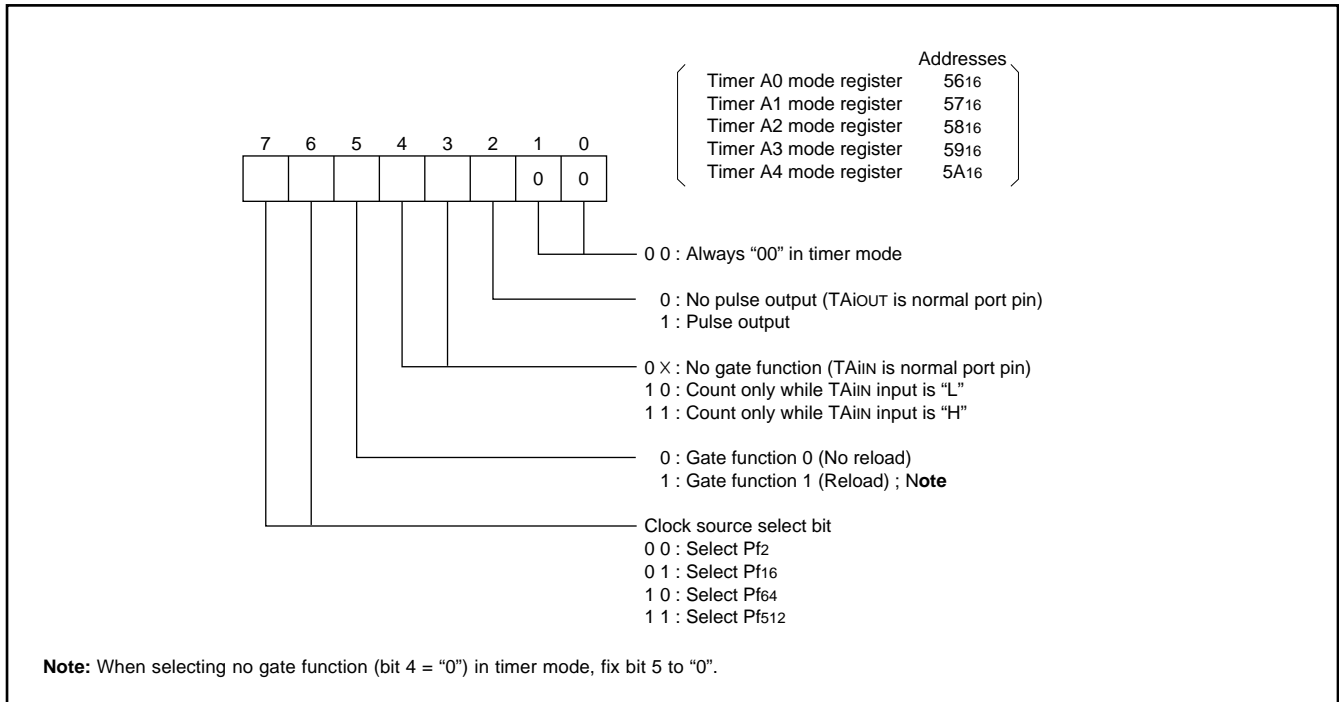 Addresses
Timer A0 mode register 5616
Timer A1 mode register 5716
Timer A2 mode register 5816
Timer A3 mode register 5916
Timer A4 mode register 5A16
7 6 5 4 3 2 1 0
0 0
0 0 : Always “00” in timer mode
0 : No pulse output (TAiOUT is normal port pin)
1 : Pulse output
0 × : No gate function (TAiIN is normal port pin)
1 0 : Count only while TAiIN input is “L”
1 1 : Count only while TAiIN input is “H”
0 : Gate function 0 (No reload)
1 : Gate function 1 (Reload) ; Note
Clock source select bit
0 0 : Select Pf2
0 1 : Select Pf16
1 0 : Select Pf64
1 1 : Select Pf512
Note: When selecting no gate function (bit 4 = “0”) in timer mode, fix bit 5 to “0”.